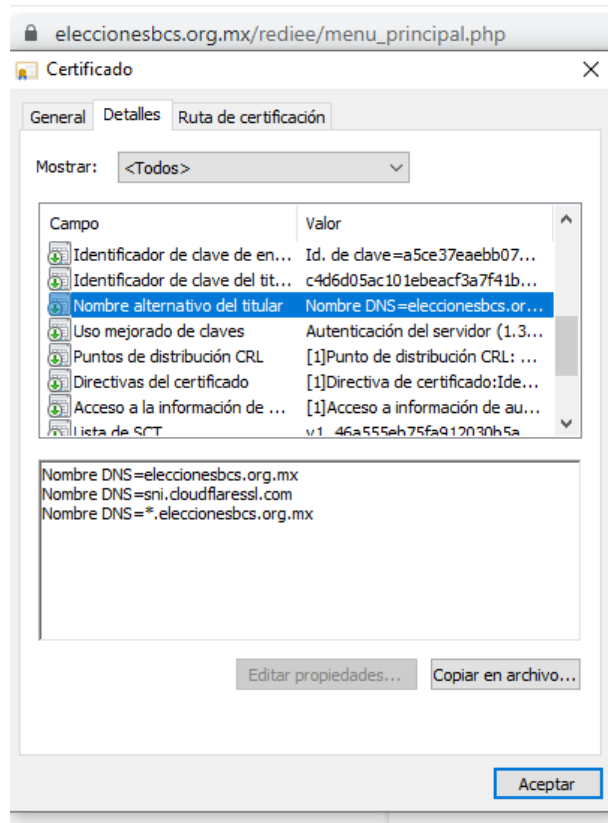 eleccionesbcs.org.mx/rediee/menu_principal.php
Certificado
General Detalles Ruta de certificación
Mostrar: <Todos>
Campo Valor
Identificador de clave de en... Id. de clave=a5ce37eaebb07...
Identificador de clave del tit... c4d6d05ac101ebeacf3a7f41b...
Nombre alternativo del titular Nombre DNS=eleccionesbcs.or...
Uso mejorado de claves Autenticación del servidor (1.3...
Puntos de distribución CRL [1]Punto de distribución CRL: ...
Directivas del certificado [1]Directiva de certificado:Ide...
Acceso a la información de ... [1]Acceso a información de au...
Lista de SCT v1, 46a555eb75fa912030b5a
Nombre DNS=eleccionesbcs.org.mx
Nombre DNS=sni.cloudflaressl.com
Nombre DNS=*.eleccionesbcs.org.mx
Editar propiedades... Copiar en archivo...
Aceptar